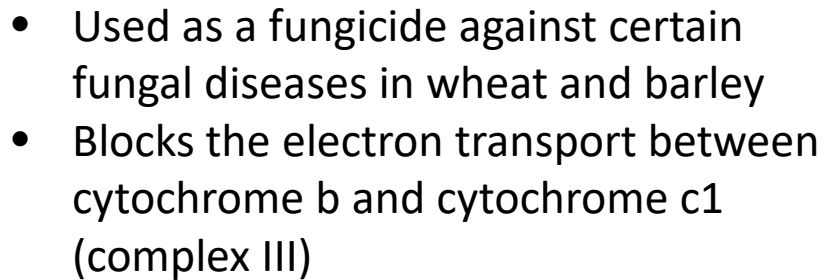 • Used as a fungicide against certain
fungal diseases in wheat and barley
• Blocks the electron transport between
cytochrome b and cytochrome c1
(complex III)